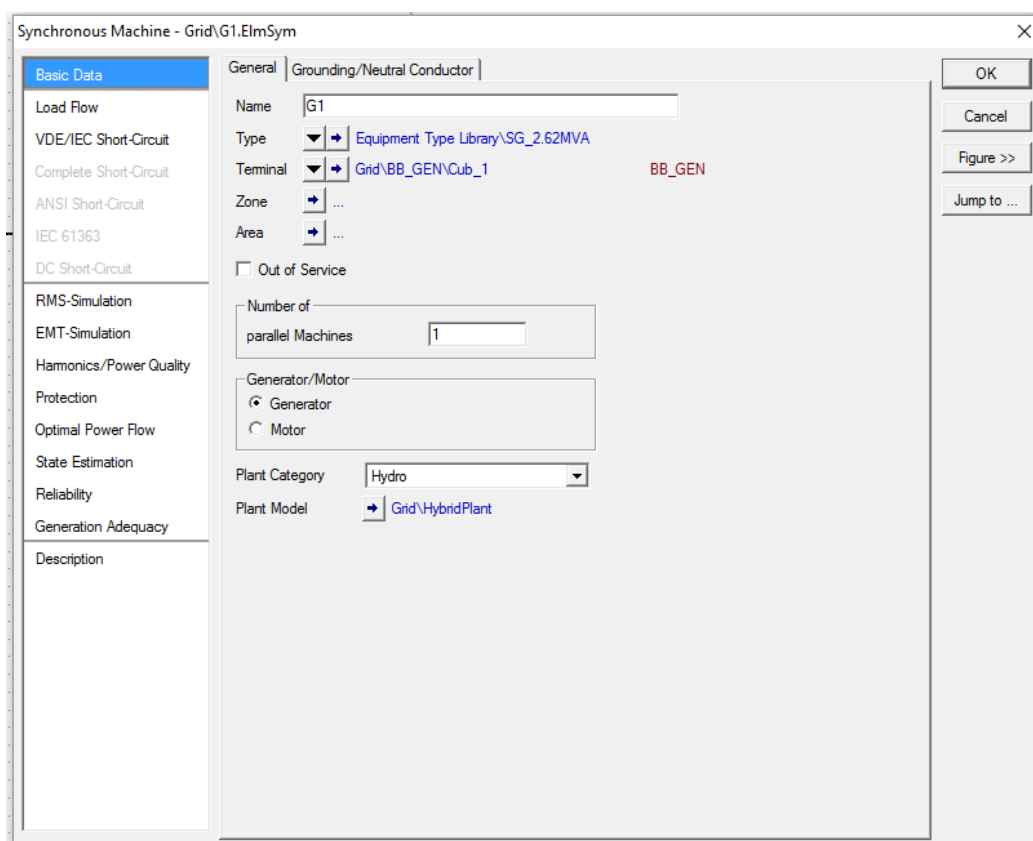 Synchronous Machine - Grid\G1.ElmSym
Basic Data
Load Flow
VDE/IEC Short-Circuit
Complete Short-Circuit
ANSI Short-Circuit
IEC 61363
DC Short-Circuit
RMS-Simulation
EMT-Simulation
Harmonics/Power Quality
Protection
Optimal Power Flow
State Estimation
Reliability
Generation Adequacy
Description
General Grounding/Neutral Conductor
Name G1
Type Equipment Type Library\SG_2.62MVA
Terminal Grid\BB_GEN\Cub_1 BB_GEN
Zone ...
Area ...
Out of Service
Number of
parallel Machines 1
Generator/Motor
Generator
Motor
Plant Category Hydro
Plant Model Grid\HybridPlant
OK
Cancel
Figure >>
Jump to ...